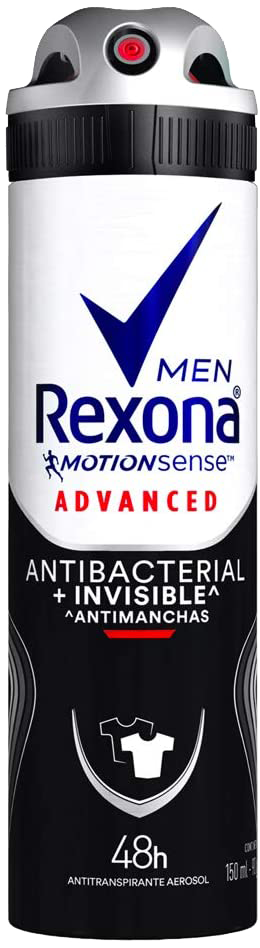 MEN
Rexona®
MOTIONSENSE™
ADVANCED
ANTIBACTERIAL
+ INVISIBLE^
^ANTIMANCHAS
48h
150 ml
ANTITRANSPIRANTE AEROSOL